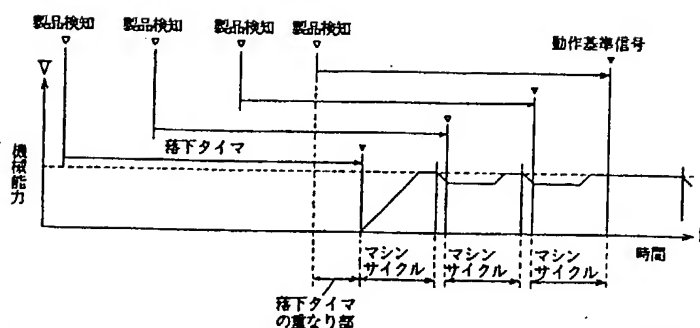 製品検知
製品検知
製品検知
製品検知
動作基準信号
落下タイマ
機械能力
時間
マシン
サイクル
マシン
サイクル
マシン
サイクル
落下タイマ
の重なり部